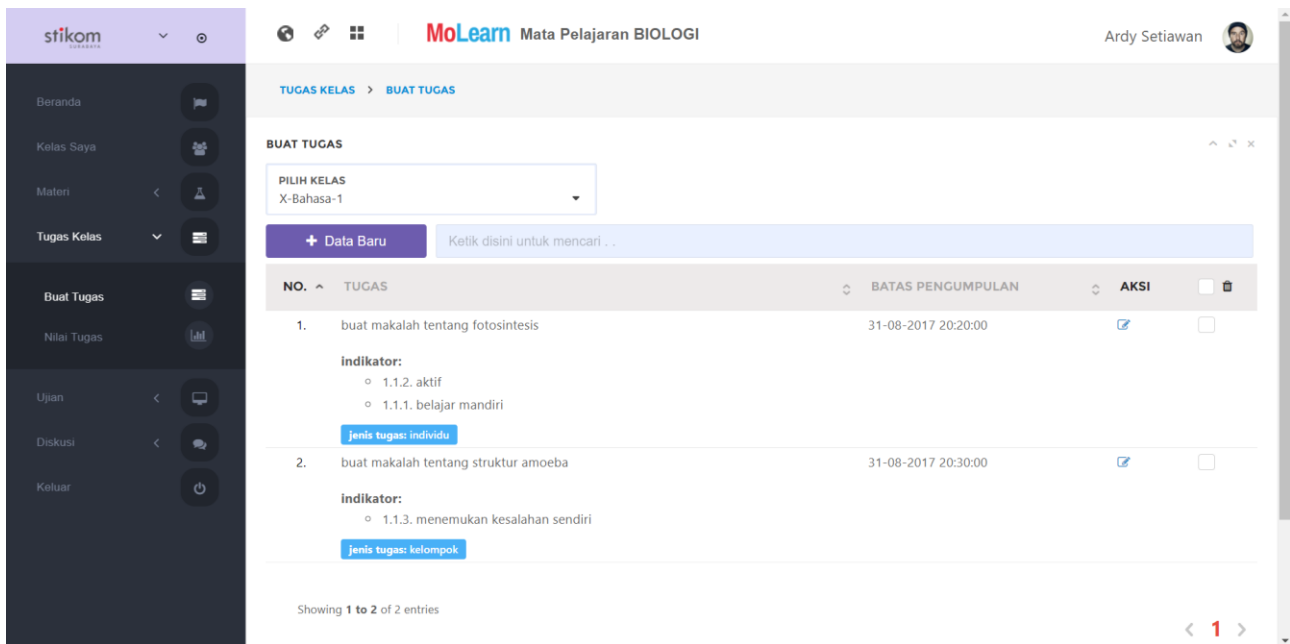 stikom
SURABAYA
MoLearn Mata Pelajaran BIOLOGI
Ardy Setiawan
Beranda
Kelas Saya
Materi
Tugas Kelas
Buat Tugas
Nilai Tugas
Ujian
Diskusi
Keluar
TUGAS KELAS > BUAT TUGAS
BUAT TUGAS
PILIH KELAS
X-Bahasa-1
+ Data Baru
Ketik disini untuk mencari . .
NO. TUGAS BATAS PENGUMPULAN AKSI
1. buat makalah tentang fotosintesis 31-08-2017 20:20:00
indikator:
1.1.2. aktif
1.1.1. belajar mandiri
jenis tugas: individu
2. buat makalah tentang struktur amoeba 31-08-2017 20:30:00
indikator:
1.1.3. menemukan kesalahan sendiri
jenis tugas: kelompok
Showing 1 to 2 of 2 entries
< 1 >